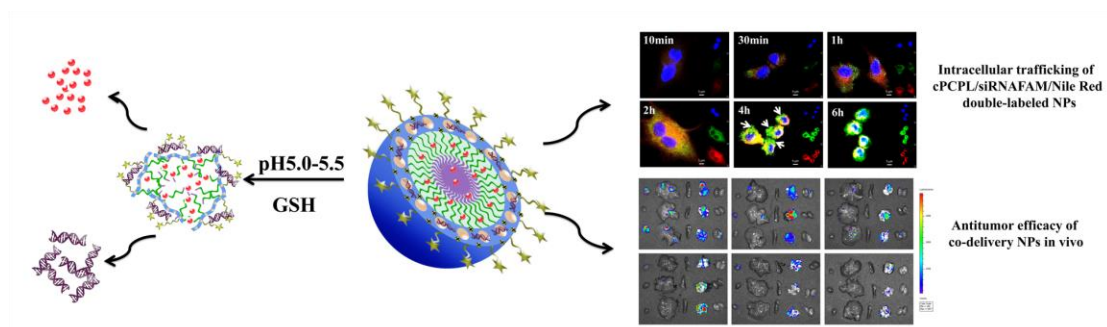 pH5.0-5.5
GSH
10min
30min
1h
2h
4h
6h
Intracellular trafficking of
cPCPL/siRNAFAM/Nile Red
double-labeled NPs
Antitumor efficacy of
co-delivery NPs in vivo